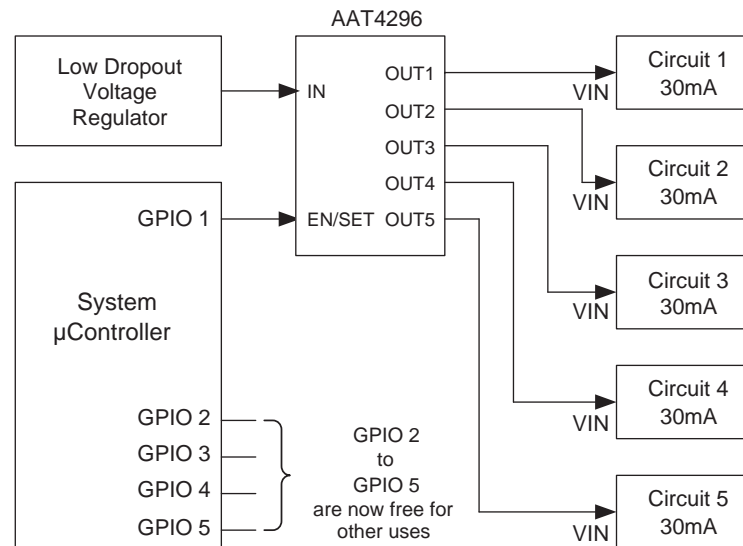 AAT4296
Low Dropout
Voltage
Regulator
IN
EN/SET
OUT1
OUT2
OUT3
OUT4
OUT5
System
µController
GPIO 1
GPIO 2
GPIO 3
GPIO 4
GPIO 5
GPIO 2
to
GPIO 5
are now free for
other uses
VIN
Circuit 1
30mA
VIN
Circuit 2
30mA
VIN
Circuit 3
30mA
VIN
Circuit 4
30mA
VIN
Circuit 5
30mA